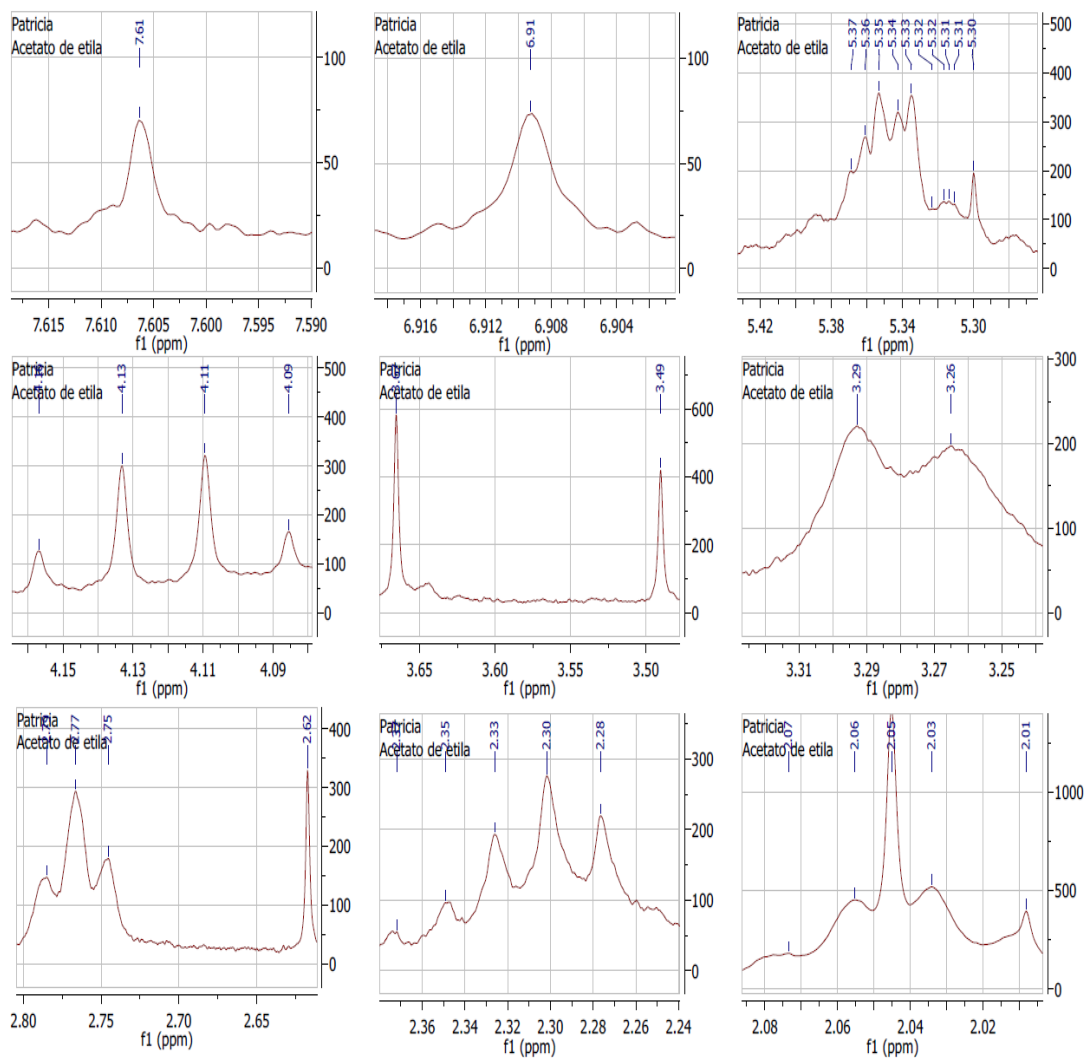 Patricia
Acetato de etila
7.61
100
50
0
7.615 7.610 7.605 7.600 7.595 7.590
f1 (ppm)
Patricia
Acetato de etila
6.91
100
50
0
6.916 6.912 6.908 6.904
f1 (ppm)
Patricia
Acetato de etila
5.37 5.36 5.35 5.34 5.33 5.32 5.32 5.31 5.31 5.30
500
400
300
200
100
0
5.42 5.38 5.34 5.30
f1 (ppm)
Patricia
Acetato de etila
4.13 4.11 4.09
500
400
300
200
100
0
4.15 4.13 4.11 4.09
f1 (ppm)
Patricia
Acetato de etila
3.49
600
400
200
0
3.65 3.60 3.55 3.50
f1 (ppm)
Patricia
Acetato de etila
3.29 3.26
300
200
100
0
3.31 3.29 3.27 3.25
f1 (ppm)
Patricia
Acetato de etila
2.77 2.75 2.62
400
300
200
100
0
2.80 2.75 2.70 2.65
f1 (ppm)
Patricia
Acetato de etila
2.35 2.33 2.30 2.28
300
200
100
0
2.36 2.34 2.32 2.30 2.28 2.26 2.24
f1 (ppm)
Patricia
Acetato de etila
2.07 2.06 2.05 2.03 2.01
1000
500
0
2.08 2.06 2.04 2.02
f1 (ppm)